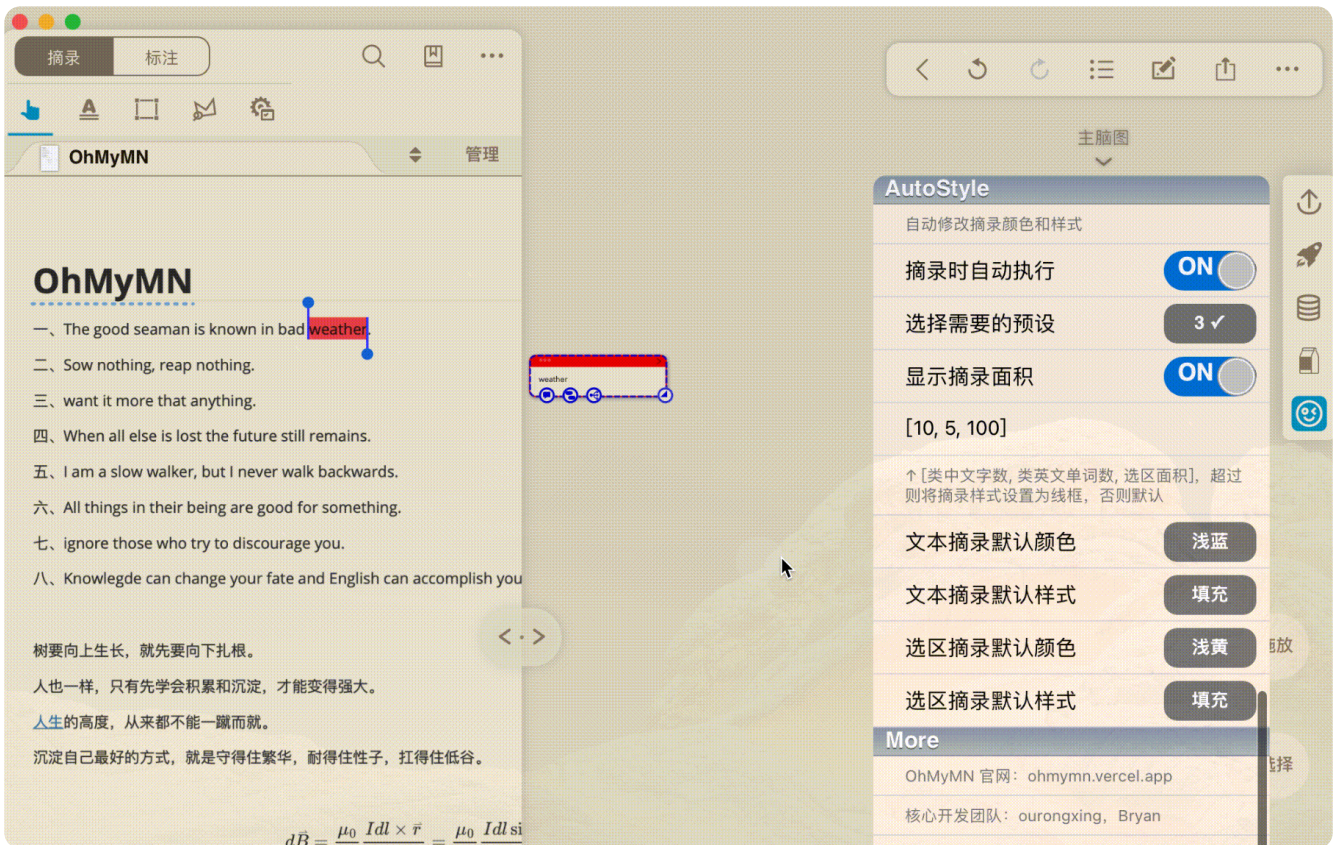 摘录
标注
OhMyMN
管理
OhMyMN
一、The good seaman is known in bad weather.
二、Sow nothing, reap nothing.
三、want it more that anything.
四、When all else is lost the future still remains.
五、I am a slow walker, but I never walk backwards.
六、All things in their being are good for something.
七、ignore those who try to discourage you.
八、Knowlegde can change your fate and English can accomplish you
树要向上生长，就先要向下扎根。
人也一样，只有先学会积累和沉淀，才能变得强大。
人生的高度，从来都不能一蹴而就。
沉淀自己最好的方式，就是守得住繁华，耐得住性子，扛得住低谷。
weather
主脑图
AutoStyle
自动修改摘录颜色和样式
摘录时自动执行
ON
选择需要的预设
3 ✓
显示摘录面积
ON
[10, 5, 100]
↑ [类中文字数, 类英文单词数, 选区面积]，超过
则将摘录样式设置为线框，否则默认
文本摘录默认颜色
浅蓝
文本摘录默认样式
填充
选区摘录默认颜色
浅黄
选区摘录默认样式
填充
More
OhMyMN 官网：ohmymn.vercel.app
核心开发团队：ourongxing，Bryan
放
择